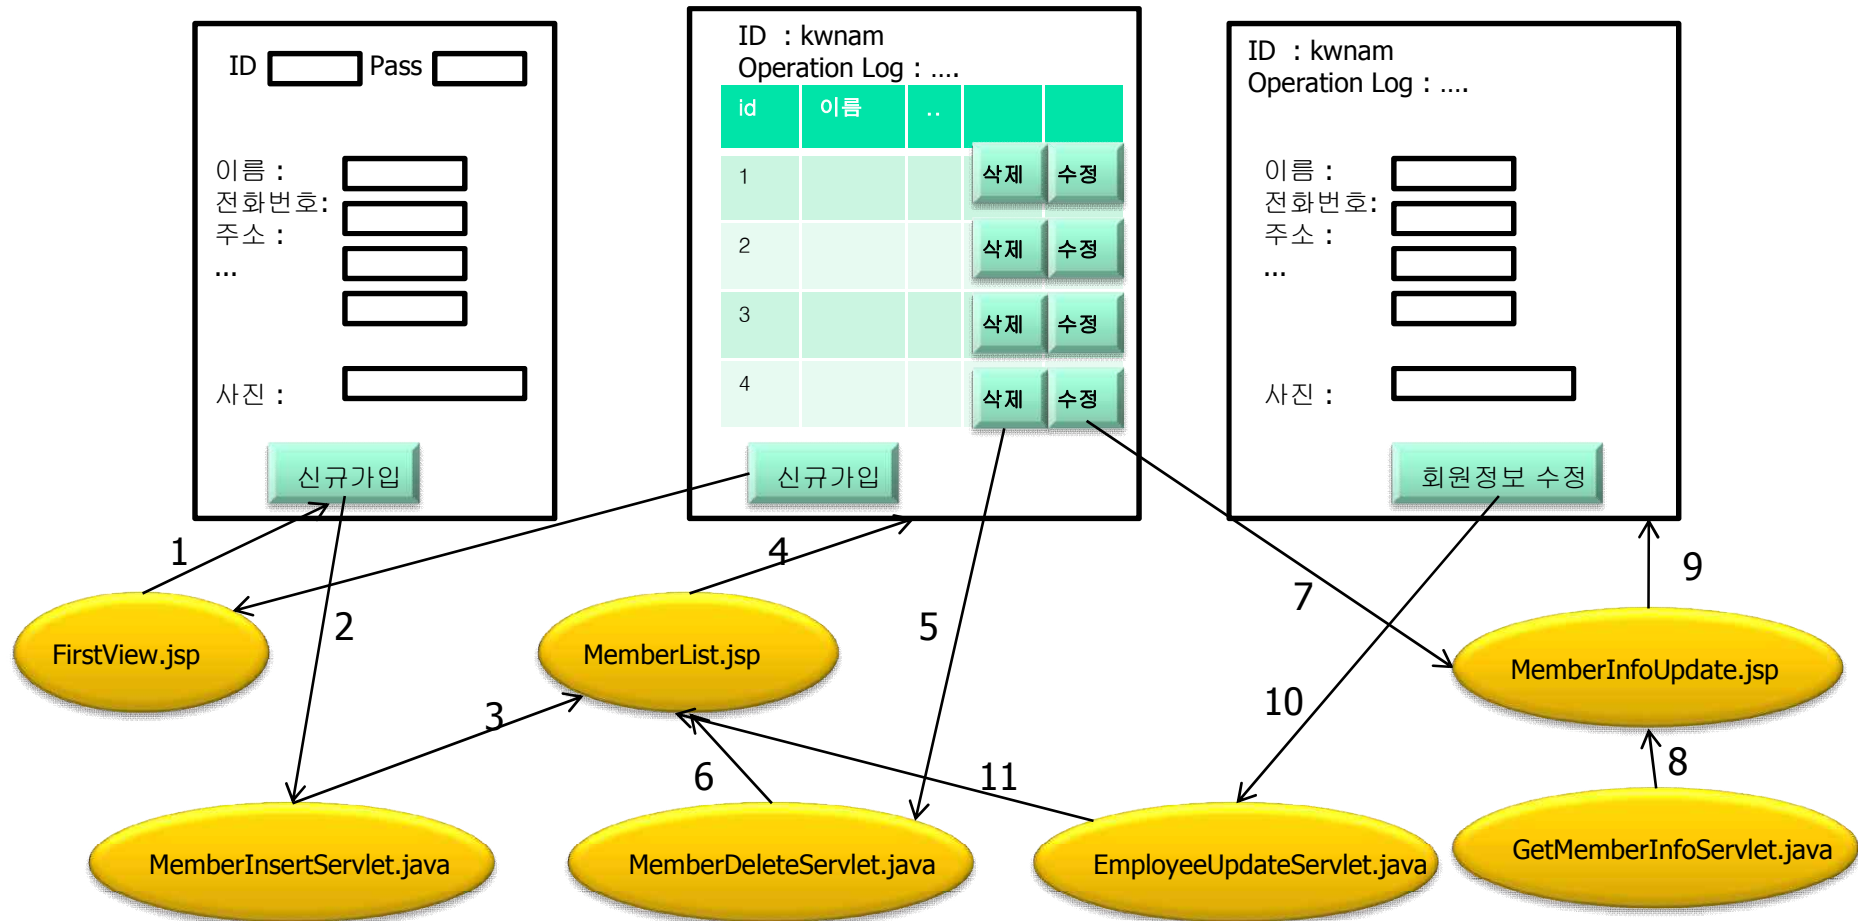 ID Pass
이름 :
전화번호:
주소 :
...
사진 :
신규가입
ID : kwnam
Operation Log : ....
id 이름 ..
1 삭제 수정
2 삭제 수정
3 삭제 수정
4 삭제 수정
신규가입
ID : kwnam
Operation Log : ....
이름 :
전화번호:
주소 :
...
사진 :
회원정보 수정
1
4
9
7
2
5
FirstView.jsp
MemberList.jsp
MemberInfoUpdate.jsp
3
10
6
11
8
MemberInsertServlet.java
MemberDeleteServlet.java
EmployeeUpdateServlet.java
GetMemberInfoServlet.java